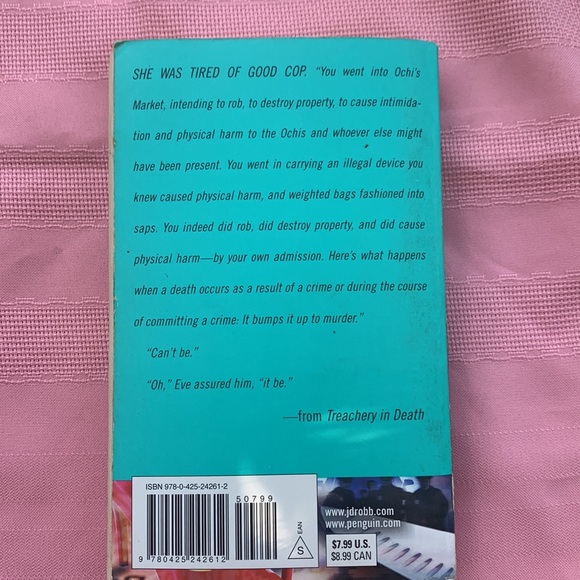 SHE WAS TIRED OF GOOD COP. "You went into Ochi's
Market, intending to rob, to destroy property, to cause intimida-
tion and physical harm to the Ochis and whoever else might
have been present. You went in carrying an illegal device you
knew caused physical harm, and weighted bags fashioned into
saps. You indeed did rob, did destroy property, and did cause
physical harm—by your own admission. Here's what happens
when a death occurs as a result of a crime or during the course
of committing a crime: It bumps it up to murder."
"Can't be."
"Oh," Eve assured him, "it be."
—from Treachery in Death
ISBN 978-0-425-24261-2
50799
9 780425 242612
EAN
S
www.jdrobb.com
www.penguin.com
$7.99 U.S.
$8.99 CAN